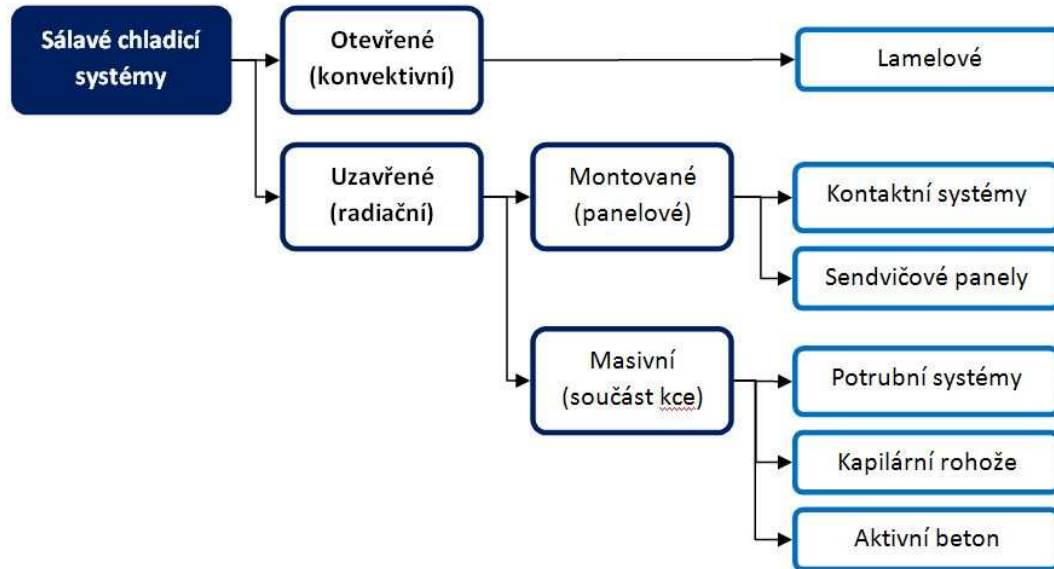 Sálavé chladicí
systémy
Otevřené
(konvektivní)
Lamelové
Uzavřené
(radiační)
Montované
(panelové)
Kontaktní systémy
Sendvičové panely
Masivní
(součást kce)
Potrubní systémy
Kapilární rohože
Aktivní beton